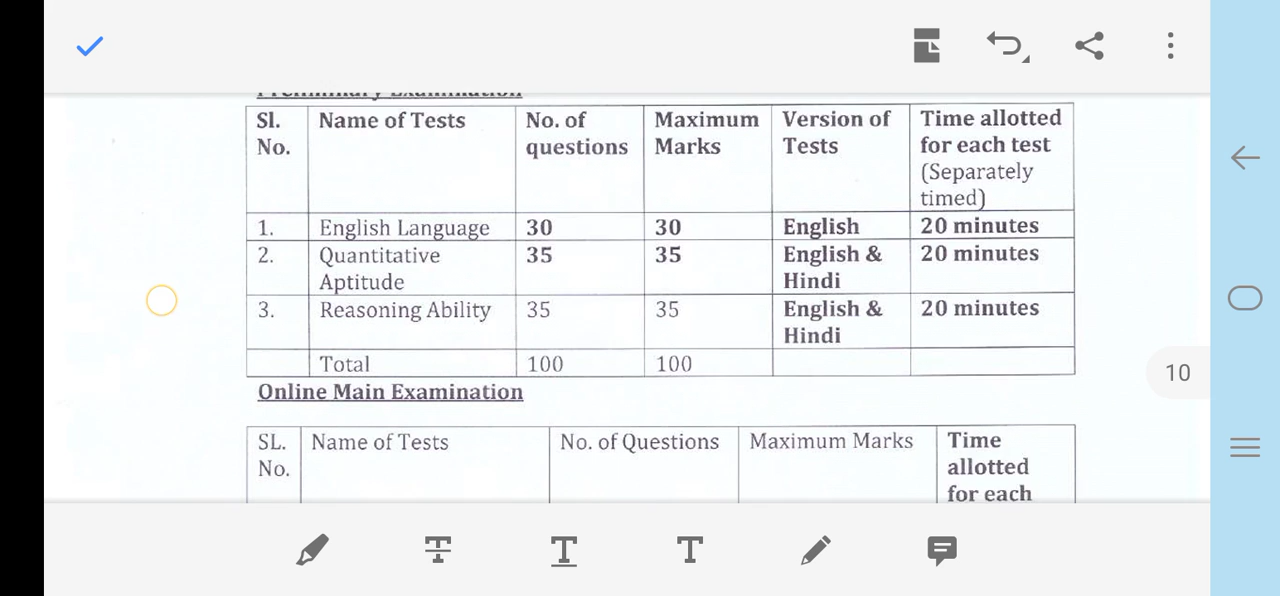 Preliminary Examination
Sl. No. Name of Tests No. of questions Maximum Marks Version of Tests Time allotted for each test (Separately timed)
1. English Language 30 30 English 20 minutes
2. Quantitative Aptitude 35 35 English & Hindi 20 minutes
3. Reasoning Ability 35 35 English & Hindi 20 minutes
Total 100 100
Online Main Examination
SL. No. Name of Tests No. of Questions Maximum Marks Time allotted for each
10